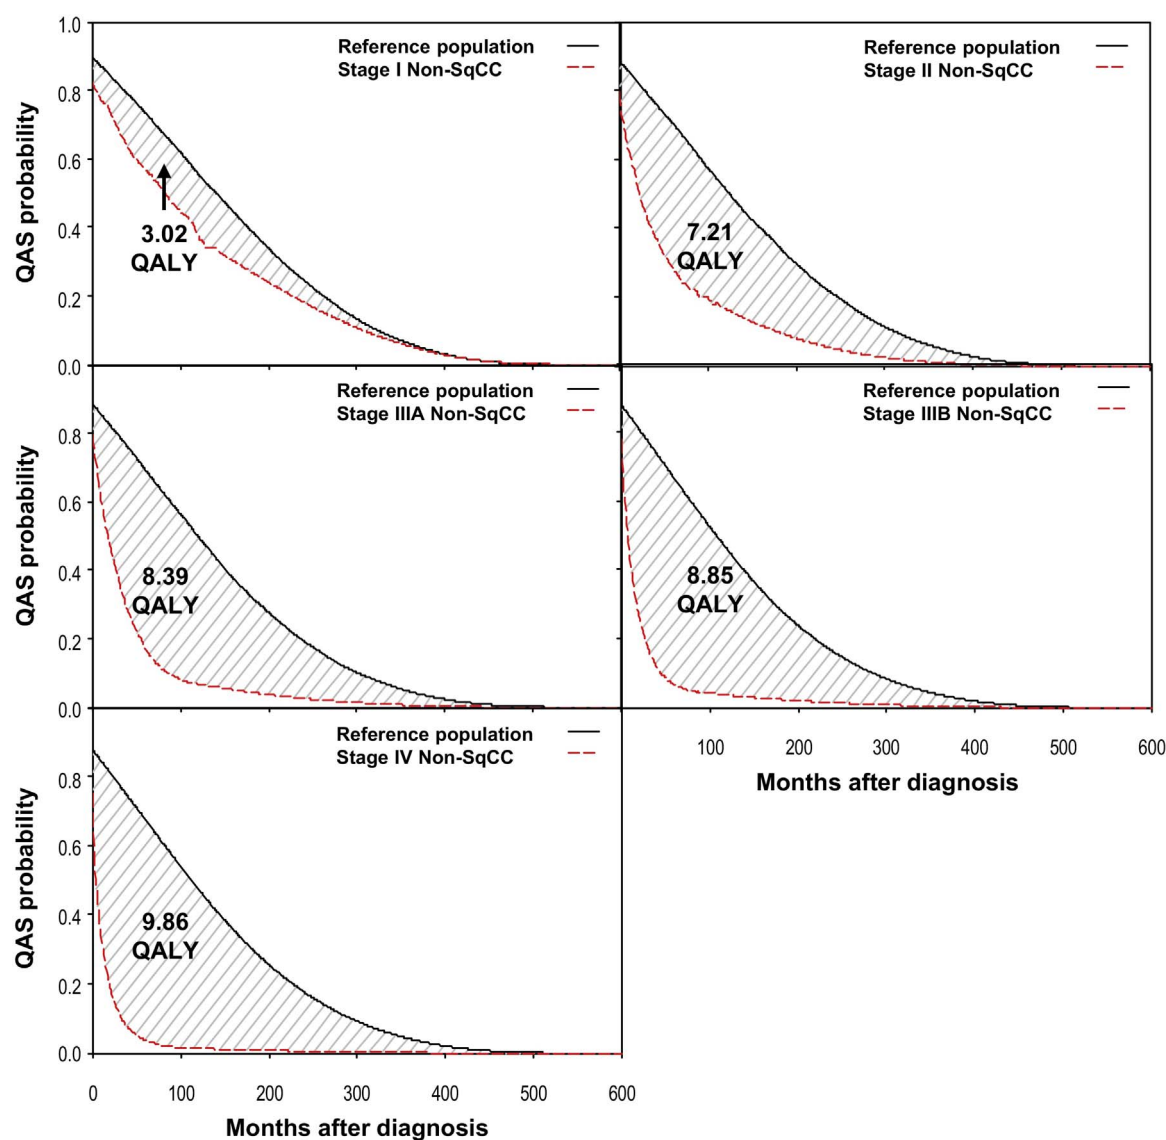 1.0
0.8
0.6
0.4
0.2
0.0
QAS probability
Reference population
Stage I Non-SqCC
3.02
QALY
Reference population
Stage II Non-SqCC
7.21
QALY
0.8
0.6
0.4
0.2
0.0
QAS probability
Reference population
Stage IIIA Non-SqCC
8.39
QALY
Reference population
Stage IIIB Non-SqCC
8.85
QALY
100 200 300 400 500 600
Months after diagnosis
0.8
0.6
0.4
0.2
0.0
QAS probability
Reference population
Stage IV Non-SqCC
9.86
QALY
0 100 200 300 400 500 600
Months after diagnosis